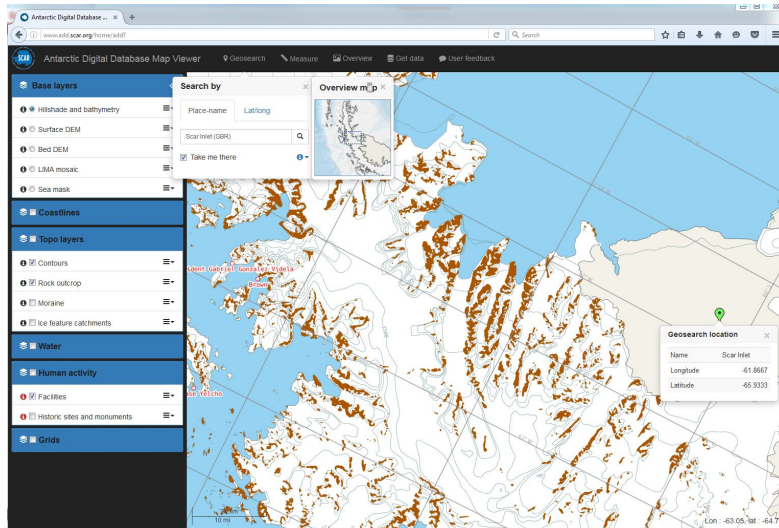 Antarctic Digital Database ...
www.add.scar.org/home/add7
Search
SCAR
Antarctic Digital Database Map Viewer
Geosearch
Measure
Overview
Get data
User feedback
Base layers
Hillshade and bathymetry
Surface DEM
Bed DEM
LIMA mosaic
Sea mask
Coastlines
Topo layers
Contours
Rock outcrop
Moraine
Ice feature catchments
Water
Human activity
Facilities
Historic sites and monuments
Grids
Search by
Place-name
Lat/long
Scar Inlet (GBR)
Take me there
Overview map
ident Gabriel Gonzalez Videla
Brown
se Yelcho
10 mi
Geosearch location
Name Scar Inlet
Longitude -61.8667
Latitude -65.9333
Lon : -63.05, lat : -64.7